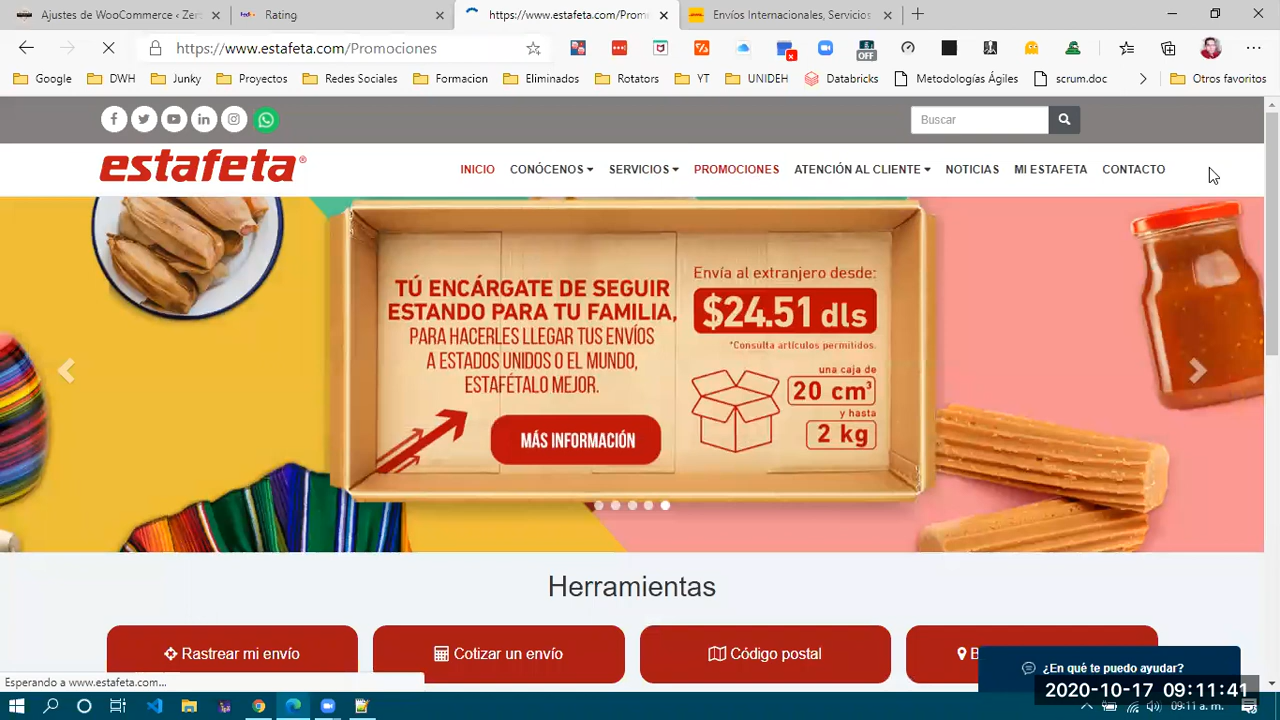 Ajustes de WooCommerce ‹ Zer
Rating
https://www.estafeta.com/Prom
Envíos Internacionales, Servicios
https://www.estafeta.com/Promociones
OFF
Google
DWH
Junky
Proyectos
Redes Sociales
Formacion
Eliminados
Rotators
YT
UNIDEH
Databricks
Metodologías Ágiles
scrum.doc
Otros favoritos
Buscar
estafeta®
INICIO
CONÓCENOS
SERVICIOS
PROMOCIONES
ATENCIÓN AL CLIENTE
NOTICIAS
MI ESTAFETA
CONTACTO
TÚ ENCÁRGATE DE SEGUIR
ESTANDO PARA TU FAMILIA,
PARA HACERLES LLEGAR TUS ENVÍOS
A ESTADOS UNIDOS O EL MUNDO,
ESTAFÉTALO MEJOR.
MÁS INFORMACIÓN
Envía al extranjero desde:
$24.51 dls
*Consulta artículos permitidos.
una caja de
20 cm³
y hasta
2 kg
Herramientas
Rastrear mi envío
Cotizar un envío
Código postal
B
¿En qué te puedo ayudar?
Esperando a www.estafeta.com...
2020-10-17 09:11:41
09:11 a. m.